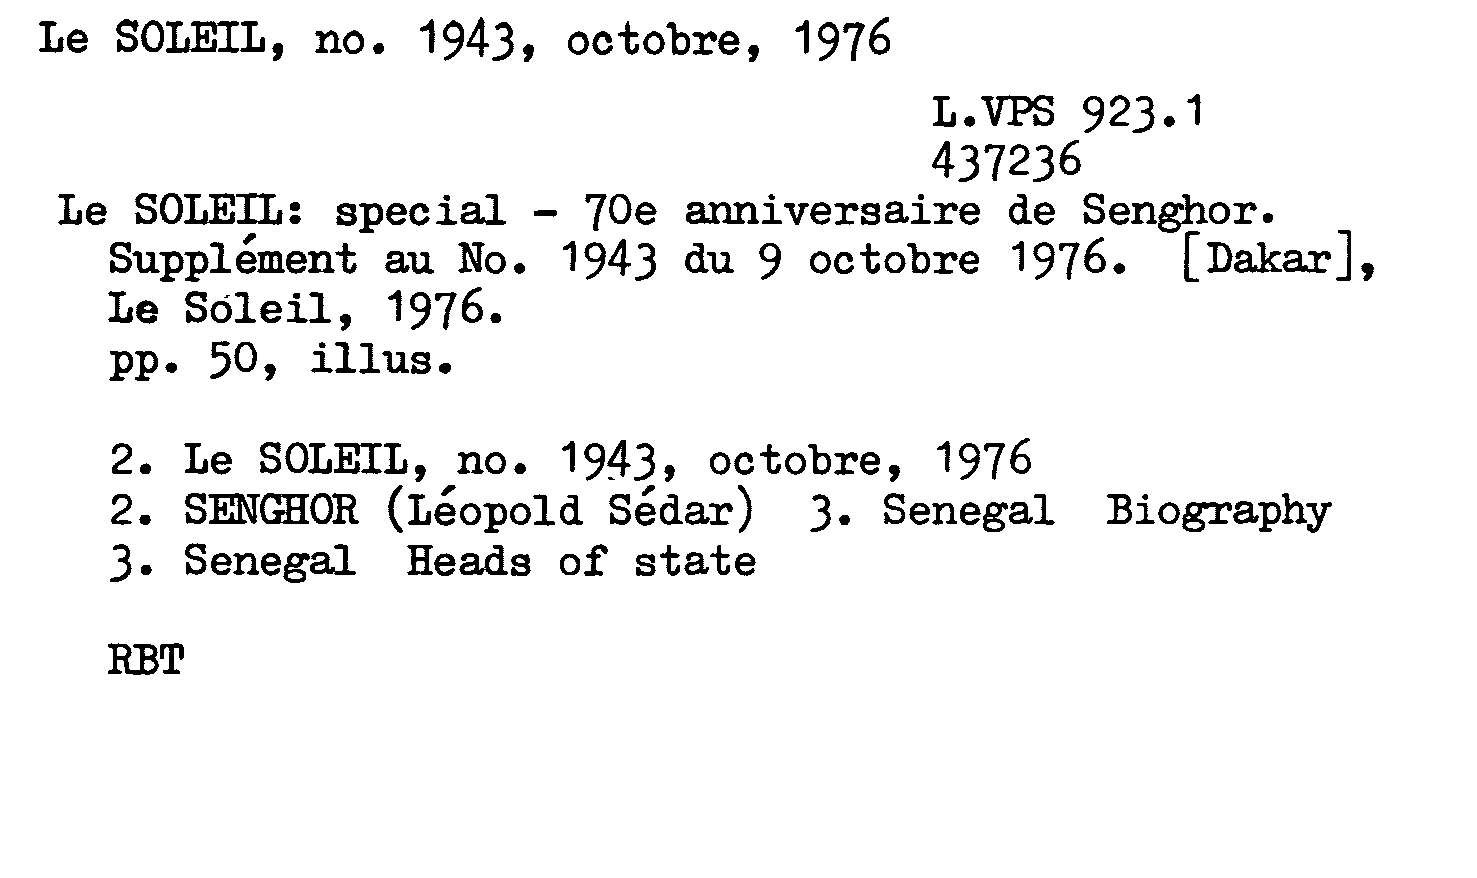 Le SOLEIL, no. 1943, octobre, 1976
L.VPS 923.1
437236
Le SOLEIL: special - 70e anniversaire de Senghor.
Supplément au No. 1943 du 9 octobre 1976. [Dakar],
Le Soleil, 1976.
pp. 50, illus.
2. Le SOLEIL, no. 1943, octobre, 1976
2. SENGHOR (Léopold Sédar) 3. Senegal Biography
3. Senegal Heads of state
RBT